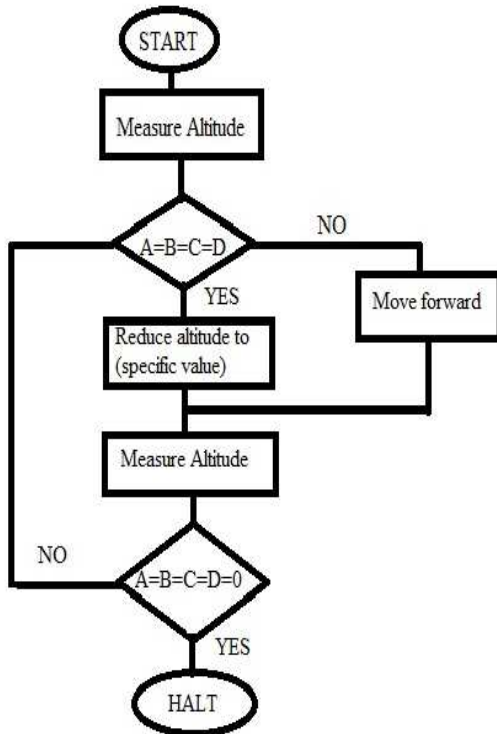 START
Measure Altitude
A=B=C=D
NO
YES
Move forward
Reduce altitude to
(specific value)
Measure Altitude
NO
A=B=C=D=0
YES
HALT